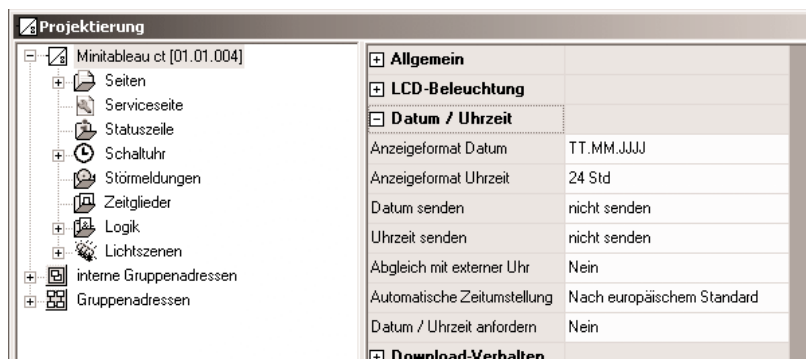 Projektierung
Minitableau ct [01.01.004]
Seiten
Serviceseite
Statuszeile
Schaltuhr
Störmeldungen
Zeitglieder
Logik
Lichtszenen
interne Gruppenadressen
Gruppenadressen
Allgemein
LCD-Beleuchtung
Datum / Uhrzeit
Anzeigeformat Datum TT.MM.JJJJ
Anzeigeformat Uhrzeit 24 Std
Datum senden nicht senden
Uhrzeit senden nicht senden
Abgleich mit externer Uhr Nein
Automatische Zeitumstellung Nach europäischem Standard
Datum / Uhrzeit anfordern Nein
Download-Verhalten